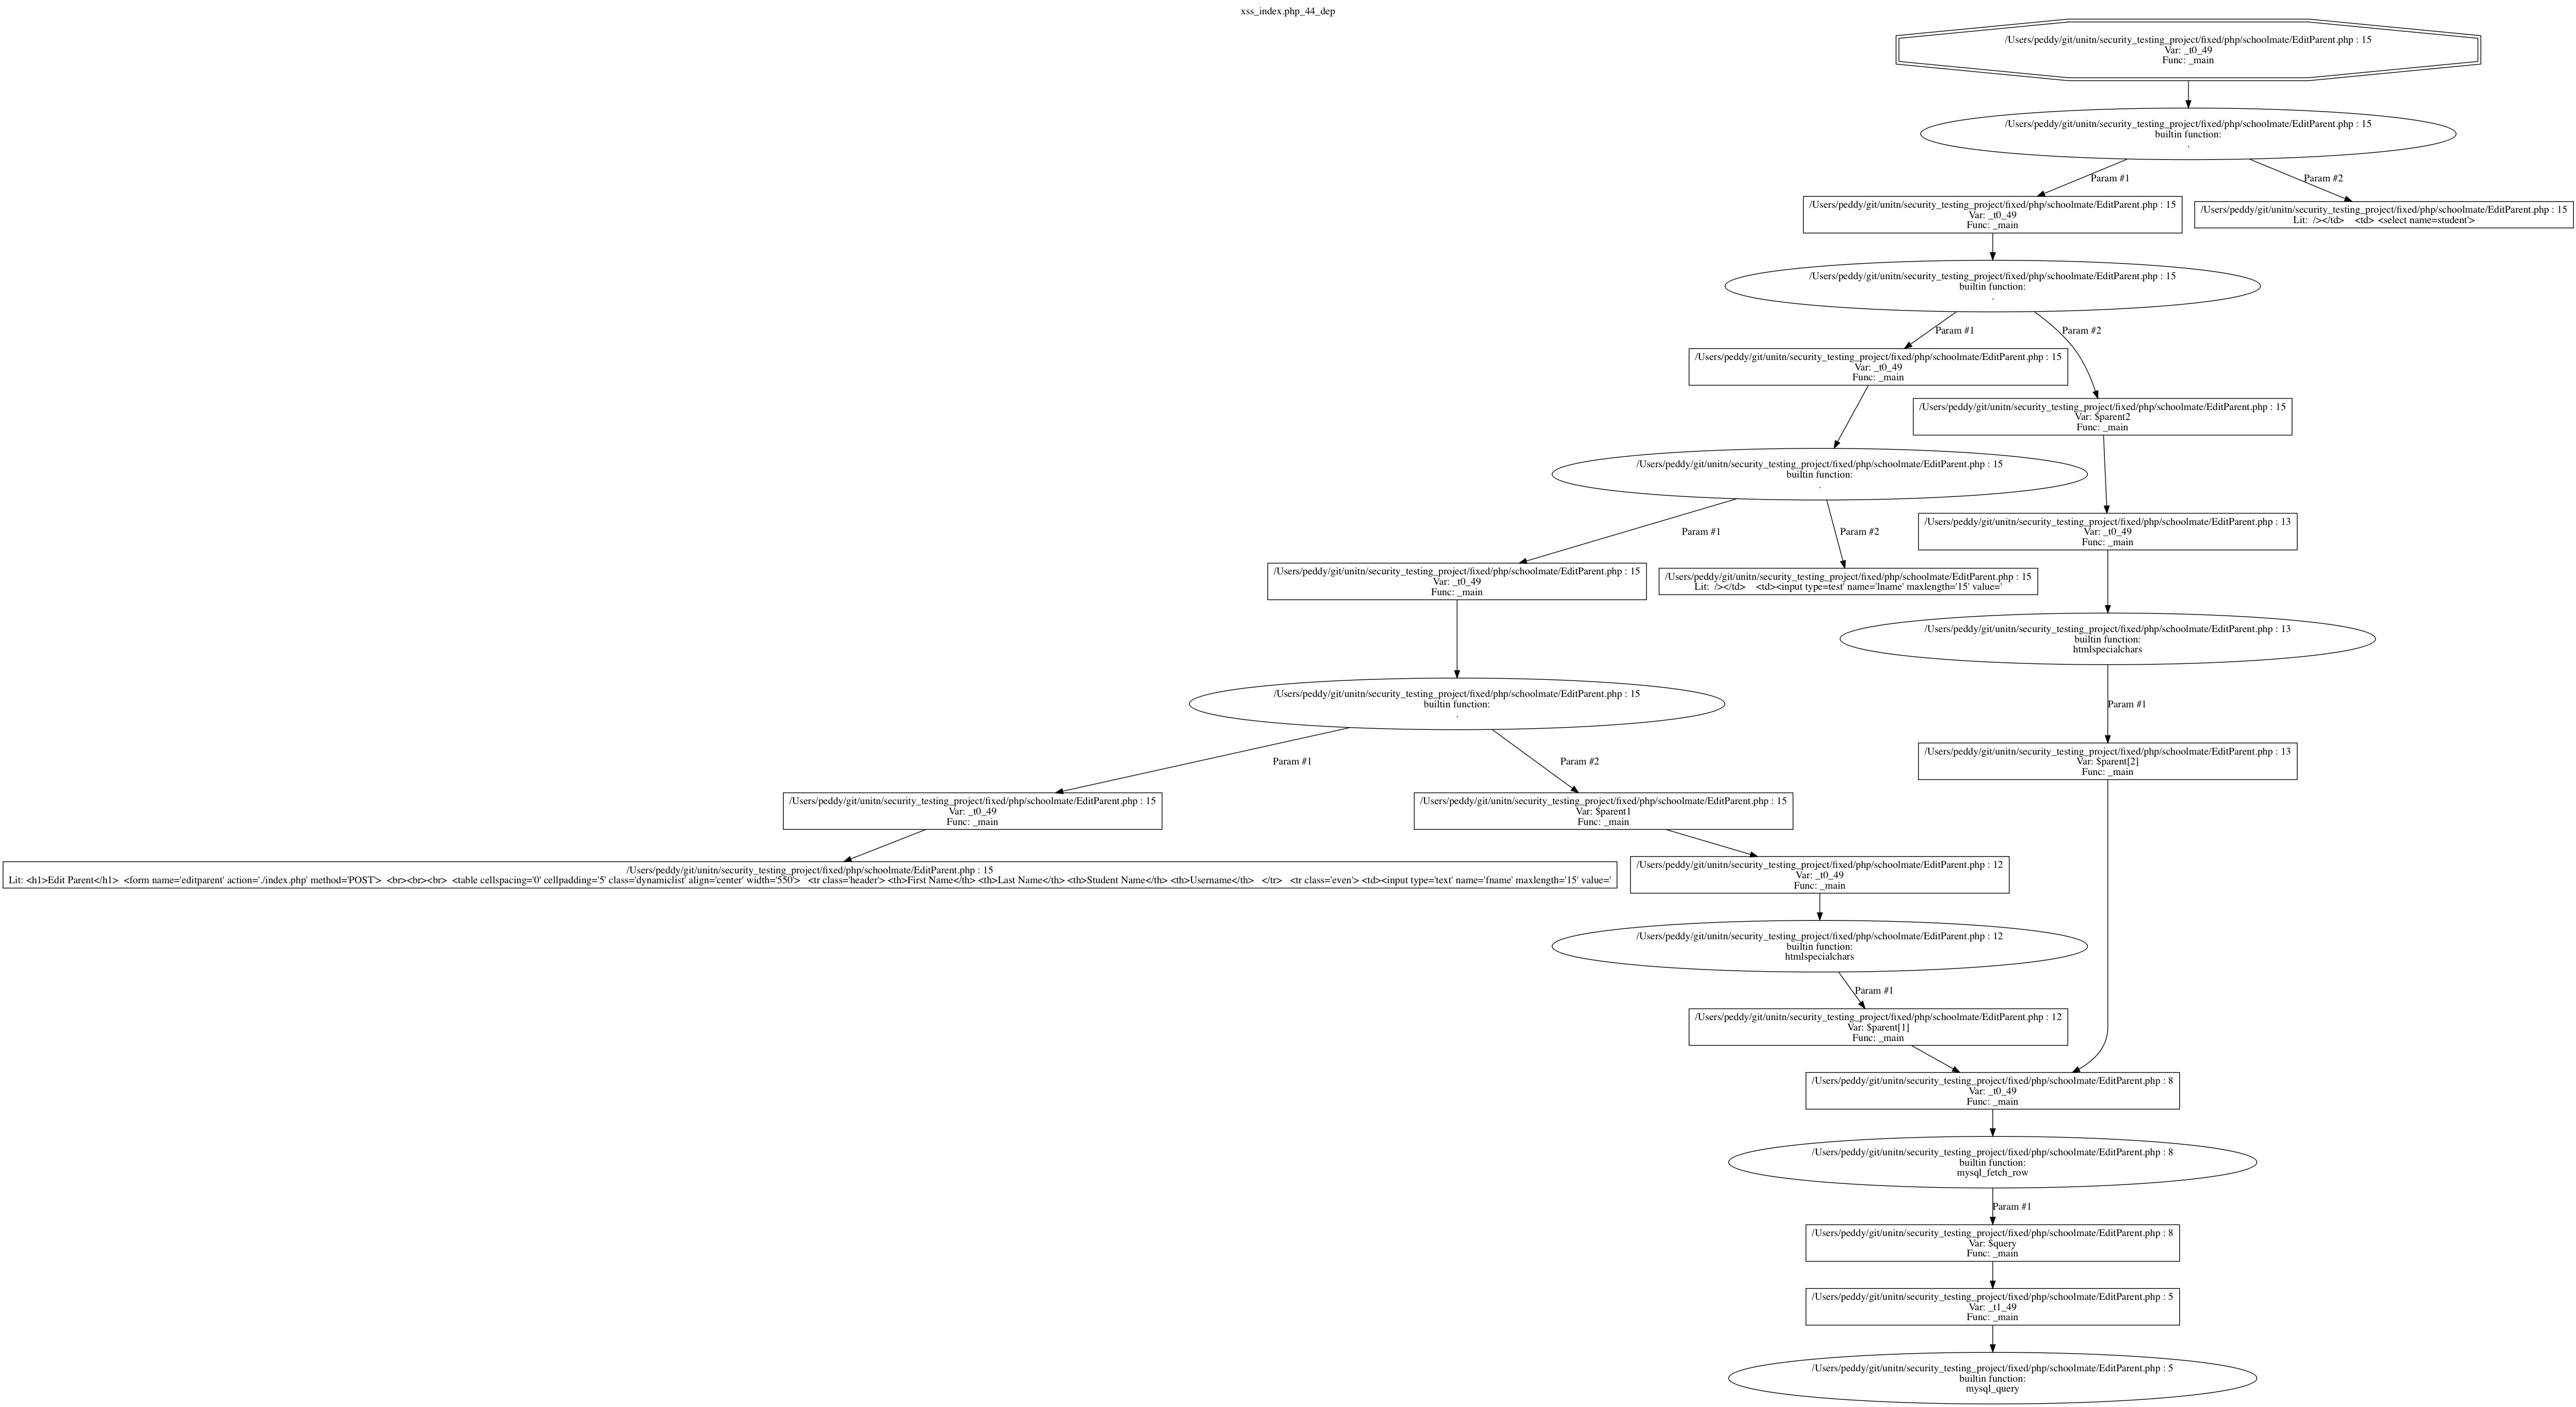 xss_index.php_44_dep
/Users/peddy/git/unitn/security_testing_project/fixed/php/schoolmate/EditParent.php : 15
Var: _t0_49
Func: _main
/Users/peddy/git/unitn/security_testing_project/fixed/php/schoolmate/EditParent.php : 15
builtin function:
.
Param #1
Param #2
/Users/peddy/git/unitn/security_testing_project/fixed/php/schoolmate/EditParent.php : 15
Var: _t0_49
Func: _main
/Users/peddy/git/unitn/security_testing_project/fixed/php/schoolmate/EditParent.php : 15
Lit:  /></td>    <td> <select name=student'>
/Users/peddy/git/unitn/security_testing_project/fixed/php/schoolmate/EditParent.php : 15
builtin function:
.
Param #1
Param #2
/Users/peddy/git/unitn/security_testing_project/fixed/php/schoolmate/EditParent.php : 15
Var: _t0_49
Func: _main
/Users/peddy/git/unitn/security_testing_project/fixed/php/schoolmate/EditParent.php : 15
Var: $parent2
Func: _main
/Users/peddy/git/unitn/security_testing_project/fixed/php/schoolmate/EditParent.php : 15
builtin function:
.
Param #1
Param #2
/Users/peddy/git/unitn/security_testing_project/fixed/php/schoolmate/EditParent.php : 13
Var: _t0_49
Func: _main
/Users/peddy/git/unitn/security_testing_project/fixed/php/schoolmate/EditParent.php : 15
Var: _t0_49
Func: _main
/Users/peddy/git/unitn/security_testing_project/fixed/php/schoolmate/EditParent.php : 15
Lit:  /></td>    <td><input type=test' name='lname' maxlength='15' value='
/Users/peddy/git/unitn/security_testing_project/fixed/php/schoolmate/EditParent.php : 13
builtin function:
htmlspecialchars
/Users/peddy/git/unitn/security_testing_project/fixed/php/schoolmate/EditParent.php : 15
builtin function:
.
Param #1
Param #1
Param #2
/Users/peddy/git/unitn/security_testing_project/fixed/php/schoolmate/EditParent.php : 13
Var: $parent[2]
Func: _main
/Users/peddy/git/unitn/security_testing_project/fixed/php/schoolmate/EditParent.php : 15
Var: _t0_49
Func: _main
/Users/peddy/git/unitn/security_testing_project/fixed/php/schoolmate/EditParent.php : 15
Var: $parent1
Func: _main
/Users/peddy/git/unitn/security_testing_project/fixed/php/schoolmate/EditParent.php : 15
Lit: <h1>Edit Parent</h1>  <form name='editparent' action='./index.php' method='POST'>  <br><br><br>  <table cellspacing='0' cellpadding='5' class='dynamiclist' align='center' width='550'>   <tr class='header'> <th>First Name</th> <th>Last Name</th> <th>Student Name</th> <th>Username</th>   </tr>   <tr class='even'> <td><input type='text' name='fname' maxlength='15' value='
/Users/peddy/git/unitn/security_testing_project/fixed/php/schoolmate/EditParent.php : 12
Var: _t0_49
Func: _main
/Users/peddy/git/unitn/security_testing_project/fixed/php/schoolmate/EditParent.php : 12
builtin function:
htmlspecialchars
Param #1
/Users/peddy/git/unitn/security_testing_project/fixed/php/schoolmate/EditParent.php : 12
Var: $parent[1]
Func: _main
/Users/peddy/git/unitn/security_testing_project/fixed/php/schoolmate/EditParent.php : 8
Var: _t0_49
Func: _main
/Users/peddy/git/unitn/security_testing_project/fixed/php/schoolmate/EditParent.php : 8
builtin function:
mysql_fetch_row
Param #1
/Users/peddy/git/unitn/security_testing_project/fixed/php/schoolmate/EditParent.php : 8
Var: $query
Func: _main
/Users/peddy/git/unitn/security_testing_project/fixed/php/schoolmate/EditParent.php : 5
Var: _t1_49
Func: _main
/Users/peddy/git/unitn/security_testing_project/fixed/php/schoolmate/EditParent.php : 5
builtin function:
mysql_query